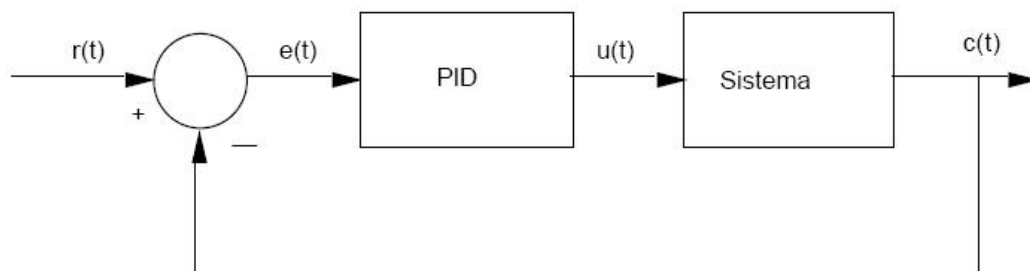 r(t)
e(t)
PID
u(t)
Sistema
c(t)
+
—